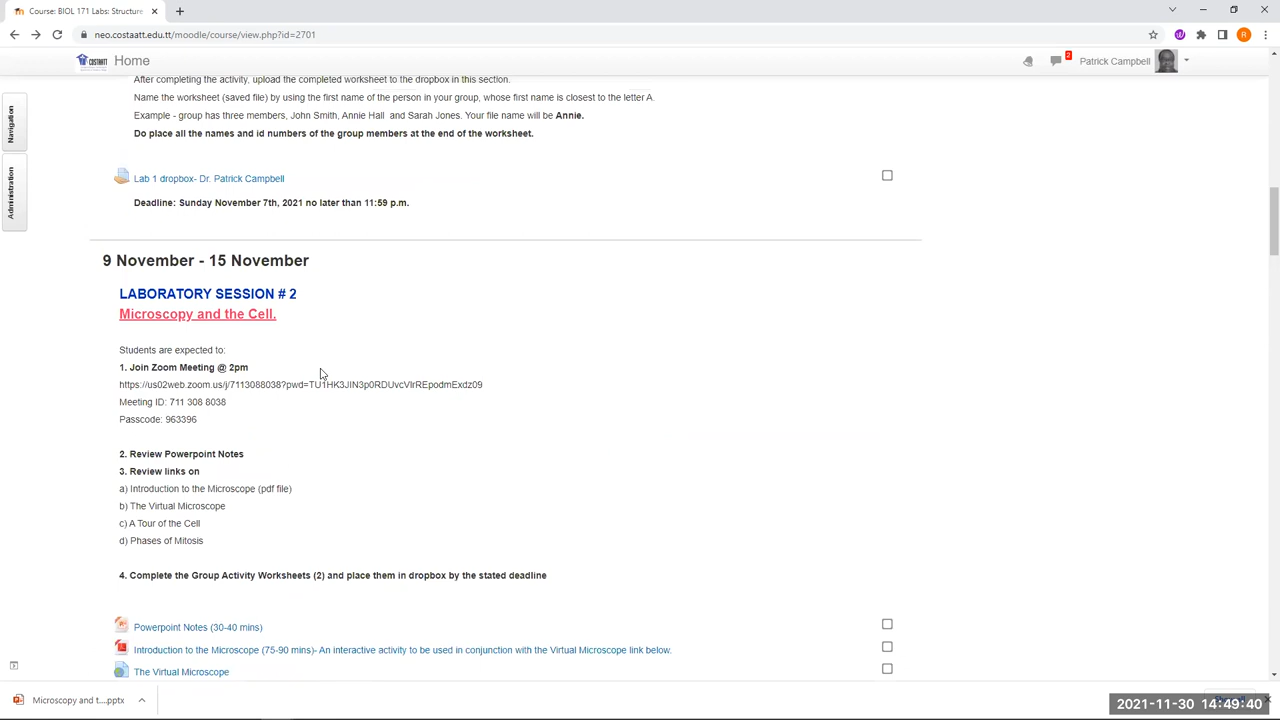 Course: BIOL 171 Labs: Structure
neo.costaatt.edu.tt/moodle/course/view.php?id=2701
R
COSTAATT
Home
2
Patrick Campbell
Navigation
Administration
After completing the activity, upload the completed worksheet to the dropbox in this section.
Name the worksheet (saved file) by using the first name of the person in your group, whose first name is closest to the letter A.
Example - group has three members, John Smith, Annie Hall and Sarah Jones. Your file name will be Annie.
Do place all the names and id numbers of the group members at the end of the worksheet.
Lab 1 dropbox- Dr. Patrick Campbell
Deadline: Sunday November 7th, 2021 no later than 11:59 p.m.
9 November - 15 November
LABORATORY SESSION # 2
Microscopy and the Cell.
Students are expected to:
1. Join Zoom Meeting @ 2pm
https://us02web.zoom.us/j/7113088038?pwd=TU1HK3JIN3p0RDUvcVIrREpodmExdz09
Meeting ID: 711 308 8038
Passcode: 963396
2. Review Powerpoint Notes
3. Review links on
a) Introduction to the Microscope (pdf file)
b) The Virtual Microscope
c) A Tour of the Cell
d) Phases of Mitosis
4. Complete the Group Activity Worksheets (2) and place them in dropbox by the stated deadline
Powerpoint Notes (30-40 mins)
Introduction to the Microscope (75-90 mins)- An interactive activity to be used in conjunction with the Virtual Microscope link below.
The Virtual Microscope
Microscopy and t....pptx
2021-11-30 14:49:40